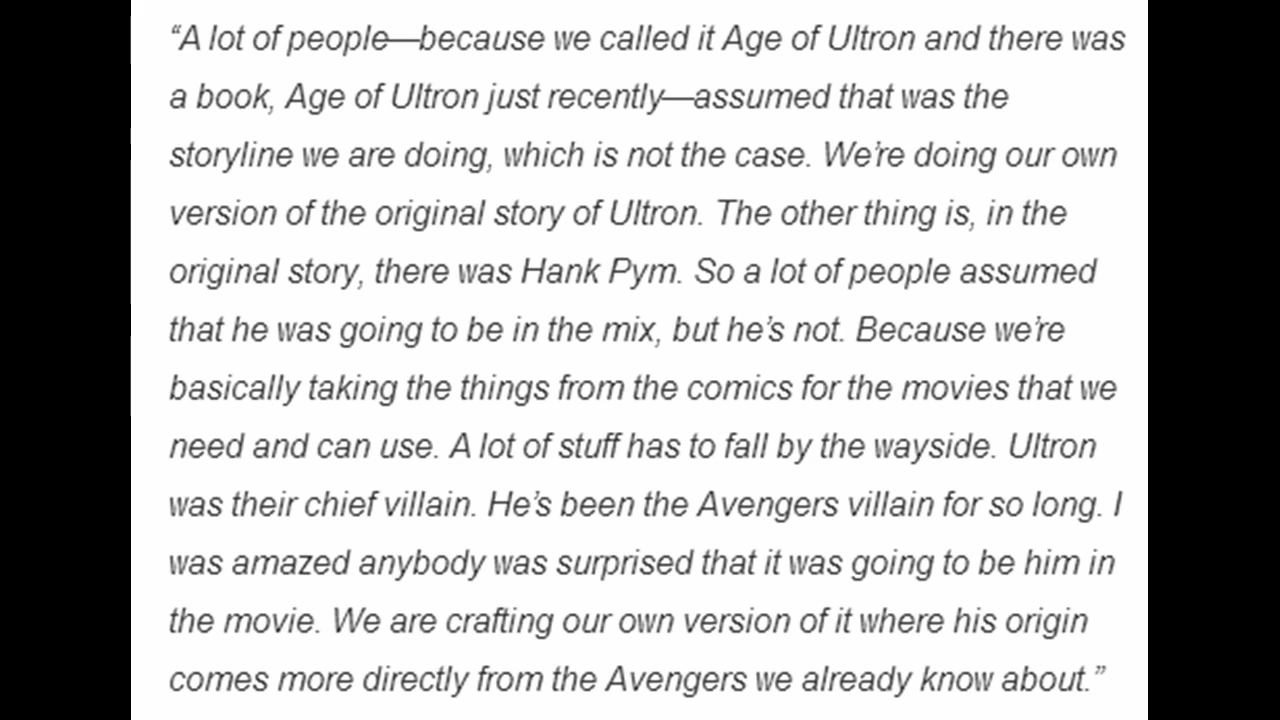 “A lot of people—because we called it Age of Ultron and there was
a book, Age of Ultron just recently—assumed that was the
storyline we are doing, which is not the case. We’re doing our own
version of the original story of Ultron. The other thing is, in the
original story, there was Hank Pym. So a lot of people assumed
that he was going to be in the mix, but he’s not. Because we’re
basically taking the things from the comics for the movies that we
need and can use. A lot of stuff has to fall by the wayside. Ultron
was their chief villain. He’s been the Avengers villain for so long. I
was amazed anybody was surprised that it was going to be him in
the movie. We are crafting our own version of it where his origin
comes more directly from the Avengers we already know about.”